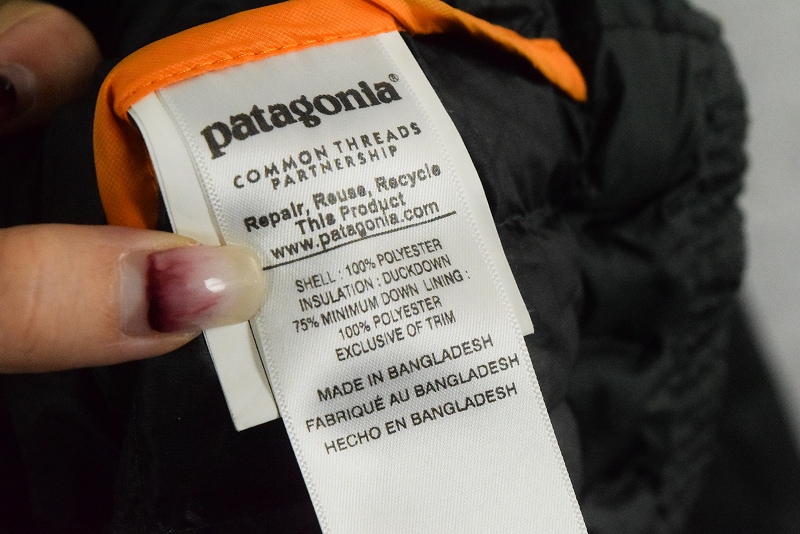 patagonia®
COMMON THREADS
PARTNERSHIP
Repair, Reuse, Recycle
This Product
www.patagonia.com
SHELL : 100% POLYESTER
INSULATION : DUCKDOWN
75% MINIMUM DOWN LINING :
100% POLYESTER
EXCLUSIVE OF TRIM
MADE IN BANGLADESH
FABRIQUÉ AU BANGLADESH
HECHO EN BANGLADESH